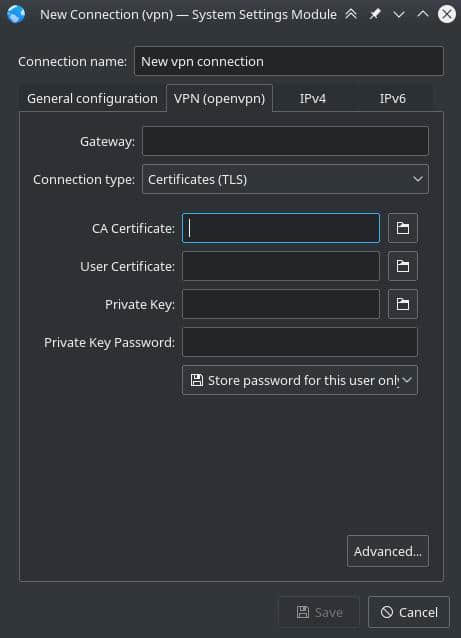 New Connection (vpn) — System Settings Module
Connection name: New vpn connection
General configuration VPN (openvpn) IPv4 IPv6
Gateway:
Connection type: Certificates (TLS)
CA Certificate:
User Certificate:
Private Key:
Private Key Password:
Store password for this user only
Advanced...
Save Cancel